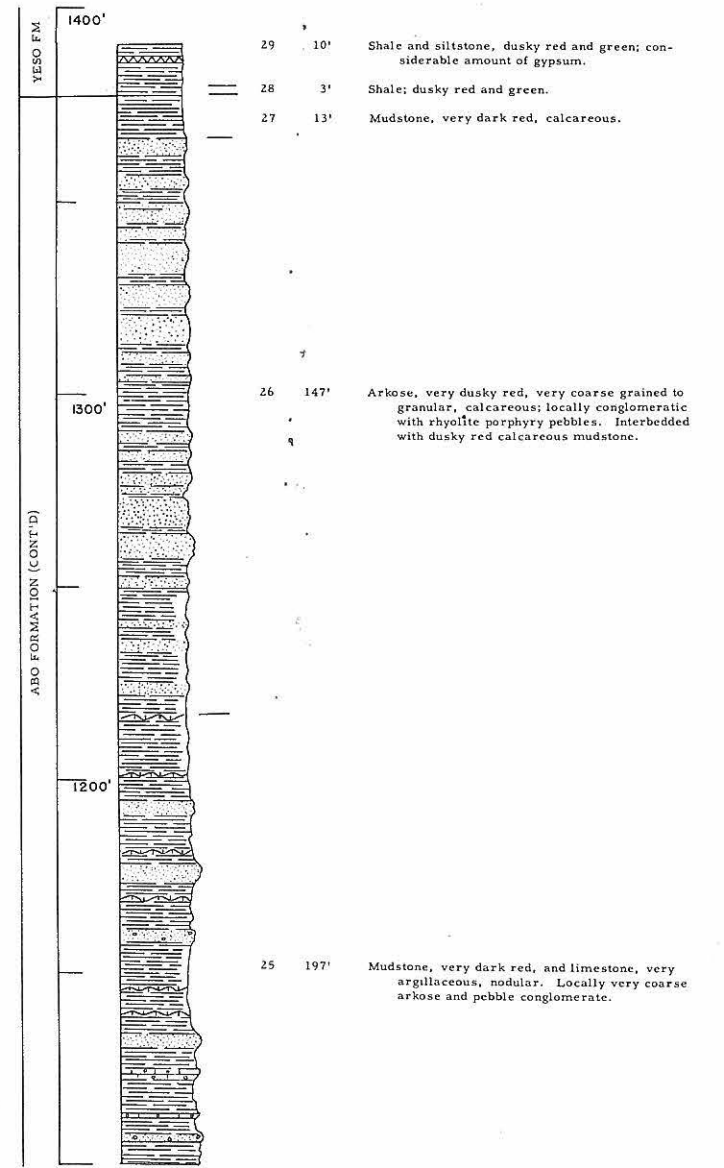 YESO FM
1400'
29 10' Shale and siltstone, dusky red and green; con-
siderable amount of gypsum.
28 3' Shale; dusky red and green.
27 13' Mudstone, very dark red, calcareous.
1300'
26 147' Arkose, very dusky red, very coarse grained to
granular, calcareous; locally conglomeratic
with rhyolite porphyry pebbles. Interbedded
with dusky red calcareous mudstone.
ABO FORMATION (CONT'D)
1200'
25 197' Mudstone, very dark red, and limestone, very
argillaceous, nodular. Locally very coarse
arkose and pebble conglomerate.